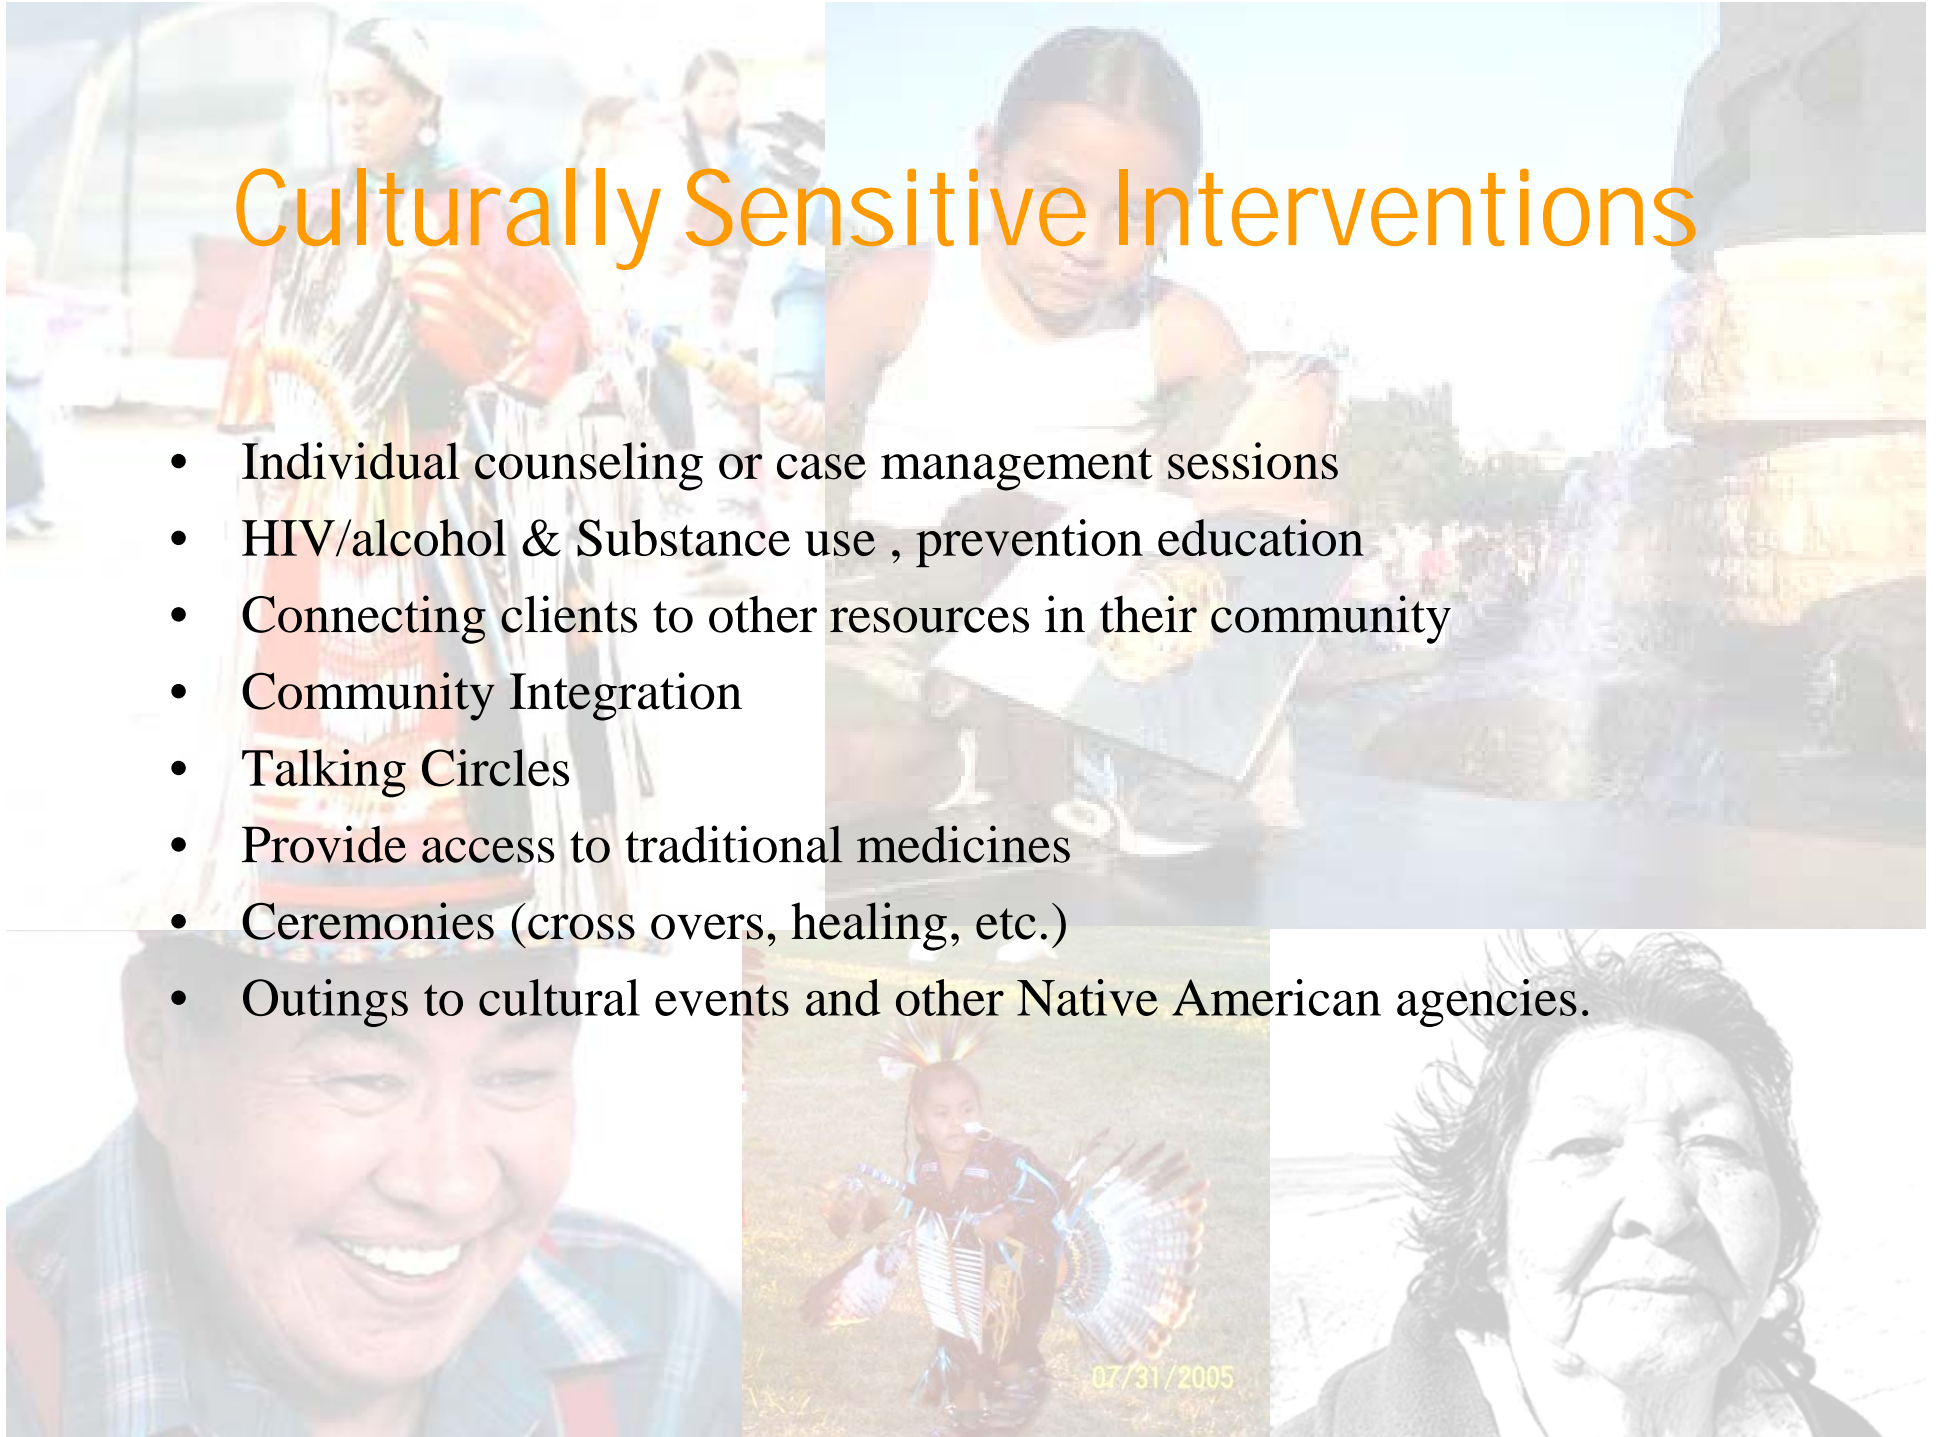 Culturally Sensitive Interventions
• Individual counseling or case management sessions
• HIV/alcohol & Substance use , prevention education
• Connecting clients to other resources in their community
• Community Integration
• Talking Circles
• Provide access to traditional medicines
• Ceremonies (cross overs, healing, etc.)
• Outings to cultural events and other Native American agencies.
07/31/2005